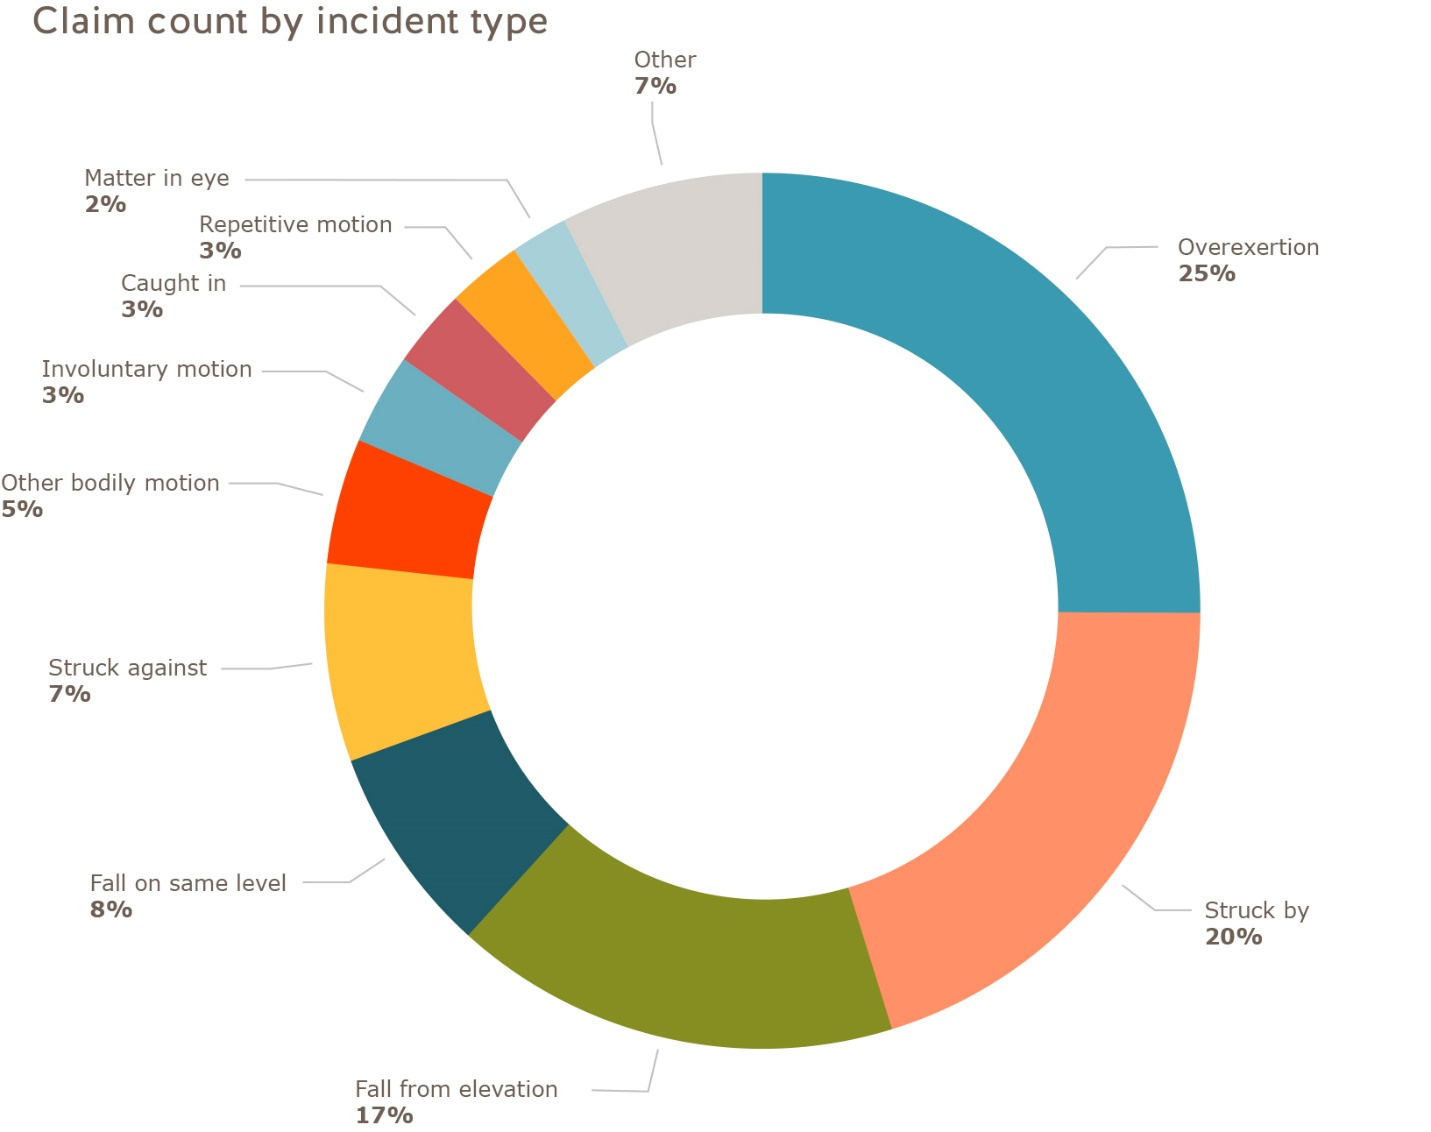 Claim count by incident type
Other
7%
Matter in eye
2%
Repetitive motion
3%
Caught in
3%
Involuntary motion
3%
Other bodily motion
5%
Struck against
7%
Fall on same level
8%
Fall from elevation
17%
Struck by
20%
Overexertion
25%